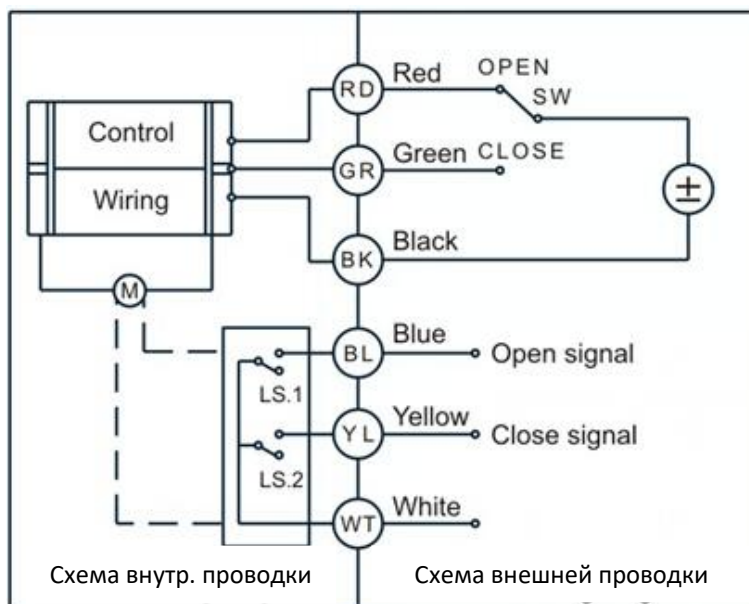 Red OPEN
RD
SW
Control
Green CLOSE
GR
Wiring
±
Black
BK
M
Blue
BL
Open signal
LS.1
Yellow
YL
Close signal
LS.2
White
WT
Схема внутр. проводки
Схема внешней проводки